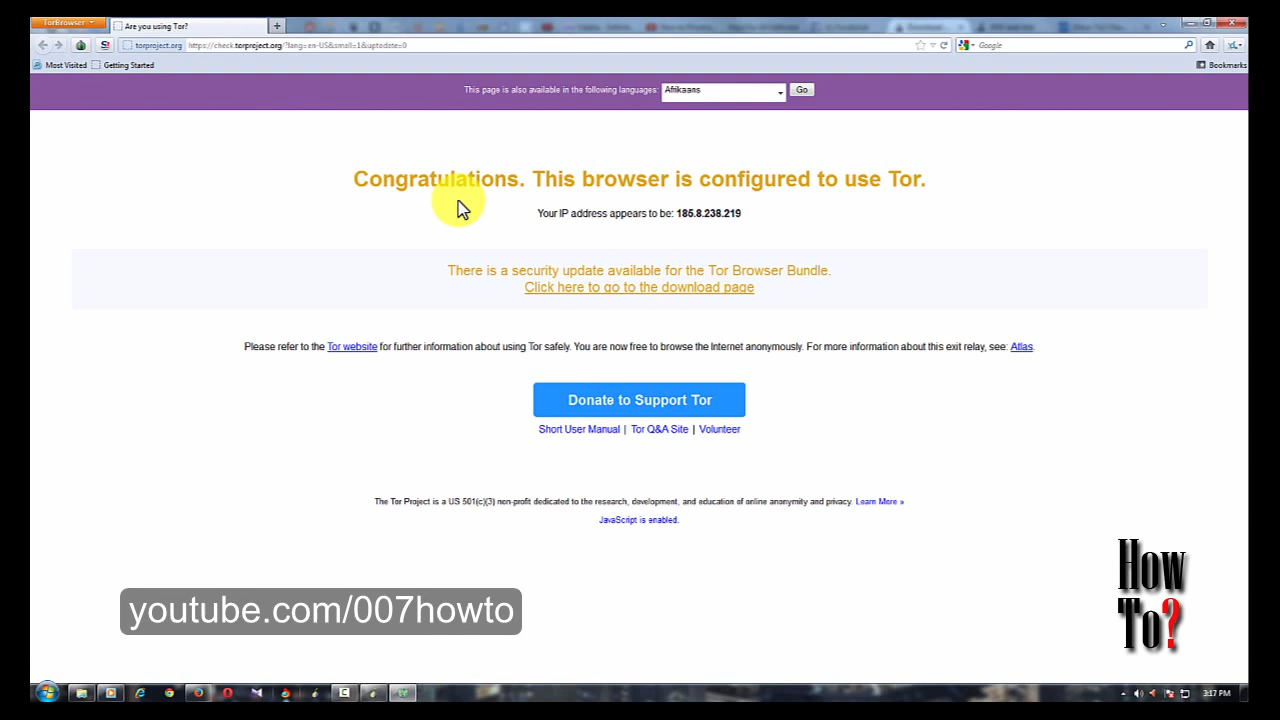 TorBrowser
Are you using Tor?
torproject.org
https://check.torproject.org/?lang=en-US&small=1&uptodate=0
Google
Most Visited
Getting Started
Bookmarks
This page is also available in the following languages:
Afrikaans
Go
Congratulations. This browser is configured to use Tor.
Your IP address appears to be: 185.8.238.219
There is a security update available for the Tor Browser Bundle.
Click here to go to the download page
Please refer to the Tor website for further information about using Tor safely. You are now free to browse the Internet anonymously. For more information about this exit relay, see: Atlas.
Donate to Support Tor
Short User Manual | Tor Q&A Site | Volunteer
The Tor Project is a US 501(c)(3) non-profit dedicated to the research, development, and education of online anonymity and privacy. Learn More »
JavaScript is enabled.
How
To?
youtube.com/007howto
3:17 PM